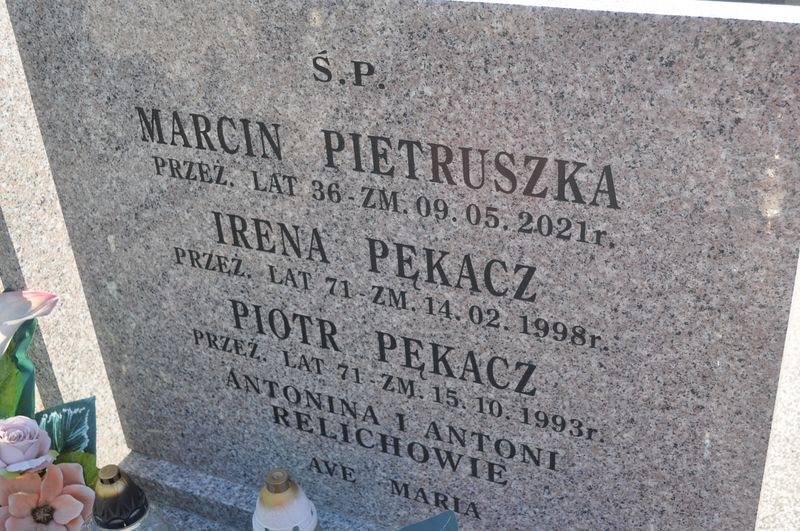 Ś.P.
MARCIN PIETRUSZKA
PRZEŻ. LAT 36 - ZM. 09. 05. 2021r.
IRENA PĘKACZ
PRZEŻ. LAT 71 - ZM. 14. 02. 1998r.
PIOTR PĘKACZ
PRZEŻ. LAT 71 - ZM. 15. 10. 1993r.
ANTONINA I ANTONI
RELICHOWIE
AVE MARIA